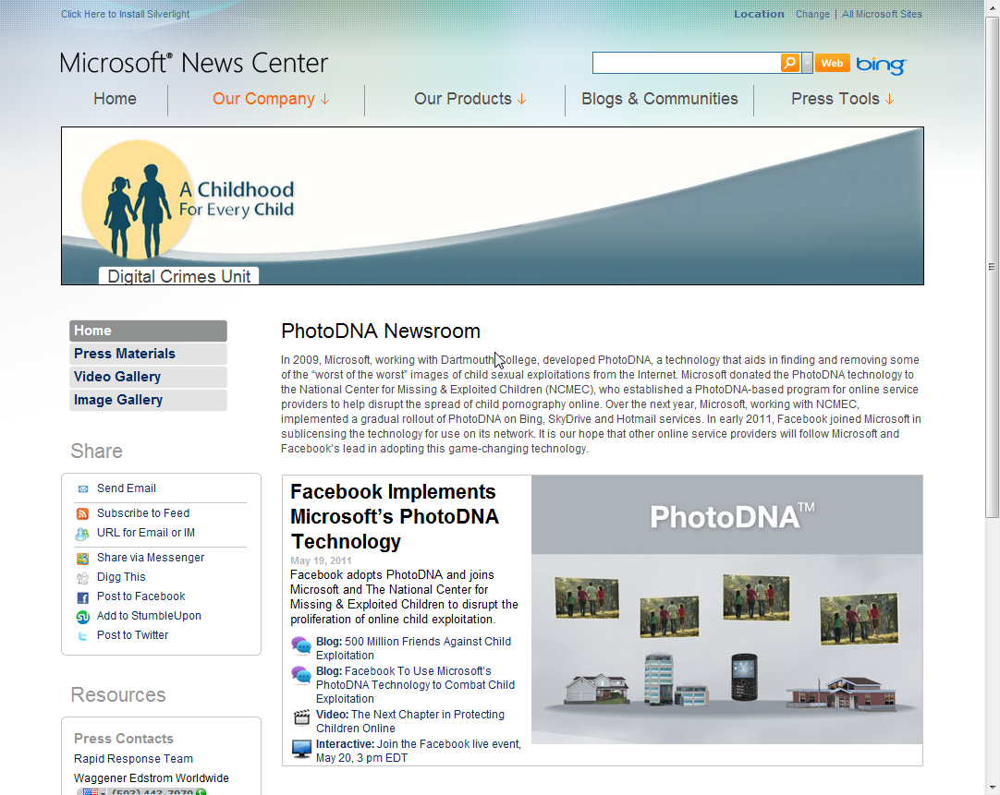 Click Here to Install Silverlight
Location Change | All Microsoft Sites
Microsoft® News Center
Web bing
Home
Our Company ↓
Our Products ↓
Blogs & Communities
Press Tools ↓
A Childhood
For Every Child
Digital Crimes Unit
Home
Press Materials
Video Gallery
Image Gallery
Share
Send Email
Subscribe to Feed
URL for Email or IM
Share via Messenger
Digg This
Post to Facebook
Add to StumbleUpon
Post to Twitter
Resources
Press Contacts
Rapid Response Team
Waggener Edstrom Worldwide
(503) 443-7070
PhotoDNA Newsroom
In 2009, Microsoft, working with Dartmouth College, developed PhotoDNA, a technology that aids in finding and removing some
of the “worst of the worst” images of child sexual exploitations from the Internet. Microsoft donated the PhotoDNA technology to
the National Center for Missing & Exploited Children (NCMEC), who established a PhotoDNA-based program for online service
providers to help disrupt the spread of child pornography online. Over the next year, Microsoft, working with NCMEC,
implemented a gradual rollout of PhotoDNA on Bing, SkyDrive and Hotmail services. In early 2011, Facebook joined Microsoft in
sublicensing the technology for use on its network. It is our hope that other online service providers will follow Microsoft and
Facebook’s lead in adopting this game-changing technology.
Facebook Implements
Microsoft’s PhotoDNA
Technology
May 19, 2011
Facebook adopts PhotoDNA and joins
Microsoft and The National Center for
Missing & Exploited Children to disrupt the
proliferation of online child exploitation.
Blog: 500 Million Friends Against Child
Exploitation
Blog: Facebook To Use Microsoft’s
PhotoDNA Technology to Combat Child
Exploitation
Video: The Next Chapter in Protecting
Children Online
Interactive: Join the Facebook live event,
May 20, 3 pm EDT
PhotoDNA™